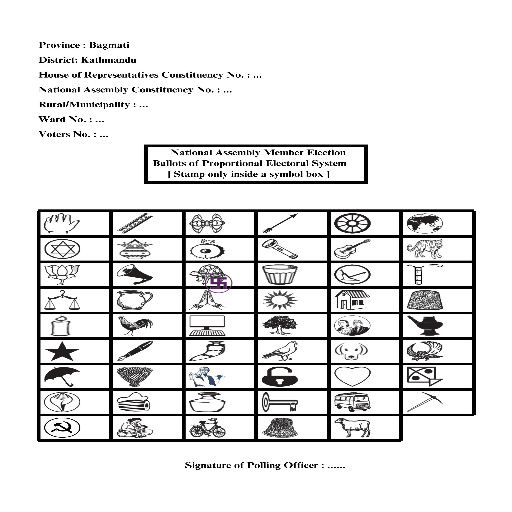 Province : Bagmati
District: Kathmandu
House of Representatives Constituency No. : ...
National Assembly Constituency No. : ...
Rural/Municipality : ...
Ward No. : ...
Voters No. : ...
National Assembly Member Election
Ballots of Proportional Electoral System
[ Stamp only inside a symbol box ]
Signature of Polling Officer : ......